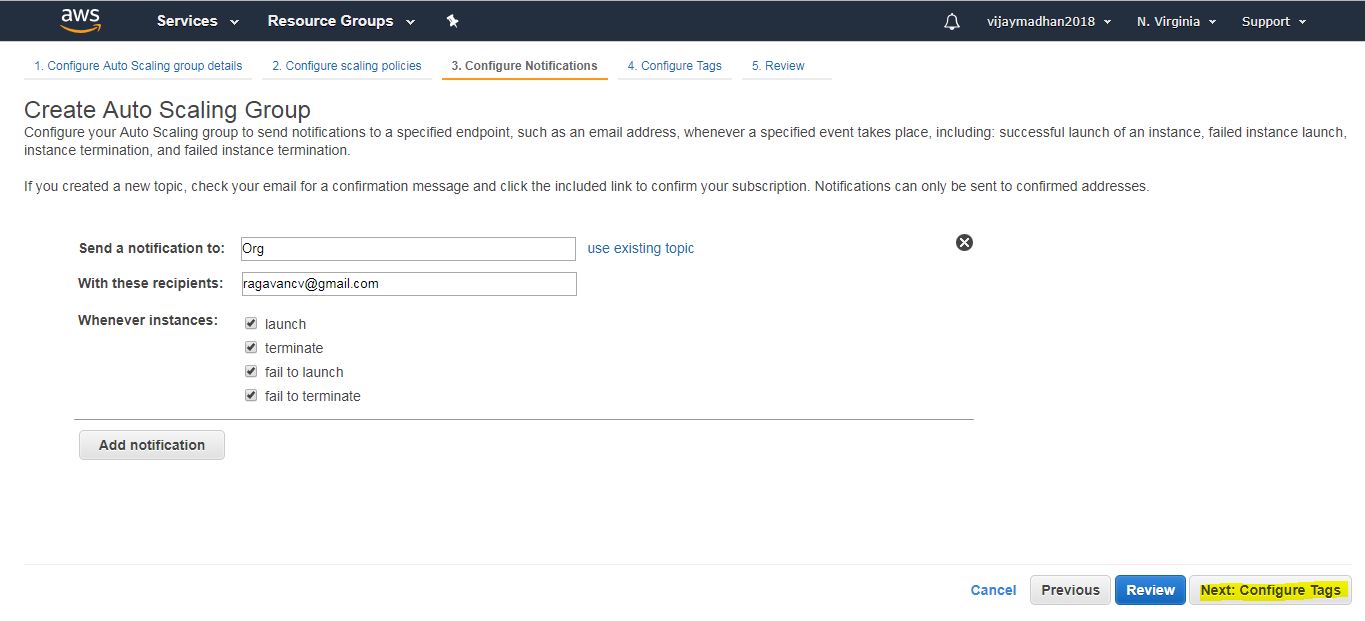 aws Services Resource Groups vijaymadhan2018 N. Virginia Support
1. Configure Auto Scaling group details 2. Configure scaling policies 3. Configure Notifications 4. Configure Tags 5. Review
Create Auto Scaling Group
Configure your Auto Scaling group to send notifications to a specified endpoint, such as an email address, whenever a specified event takes place, including: successful launch of an instance, failed instance launch,
instance termination, and failed instance termination.
If you created a new topic, check your email for a confirmation message and click the included link to confirm your subscription. Notifications can only be sent to confirmed addresses.
Send a notification to: Org use existing topic
With these recipients: ragavancv@gmail.com
Whenever instances: launch
terminate
fail to launch
fail to terminate
Add notification
Cancel Previous Review Next: Configure Tags